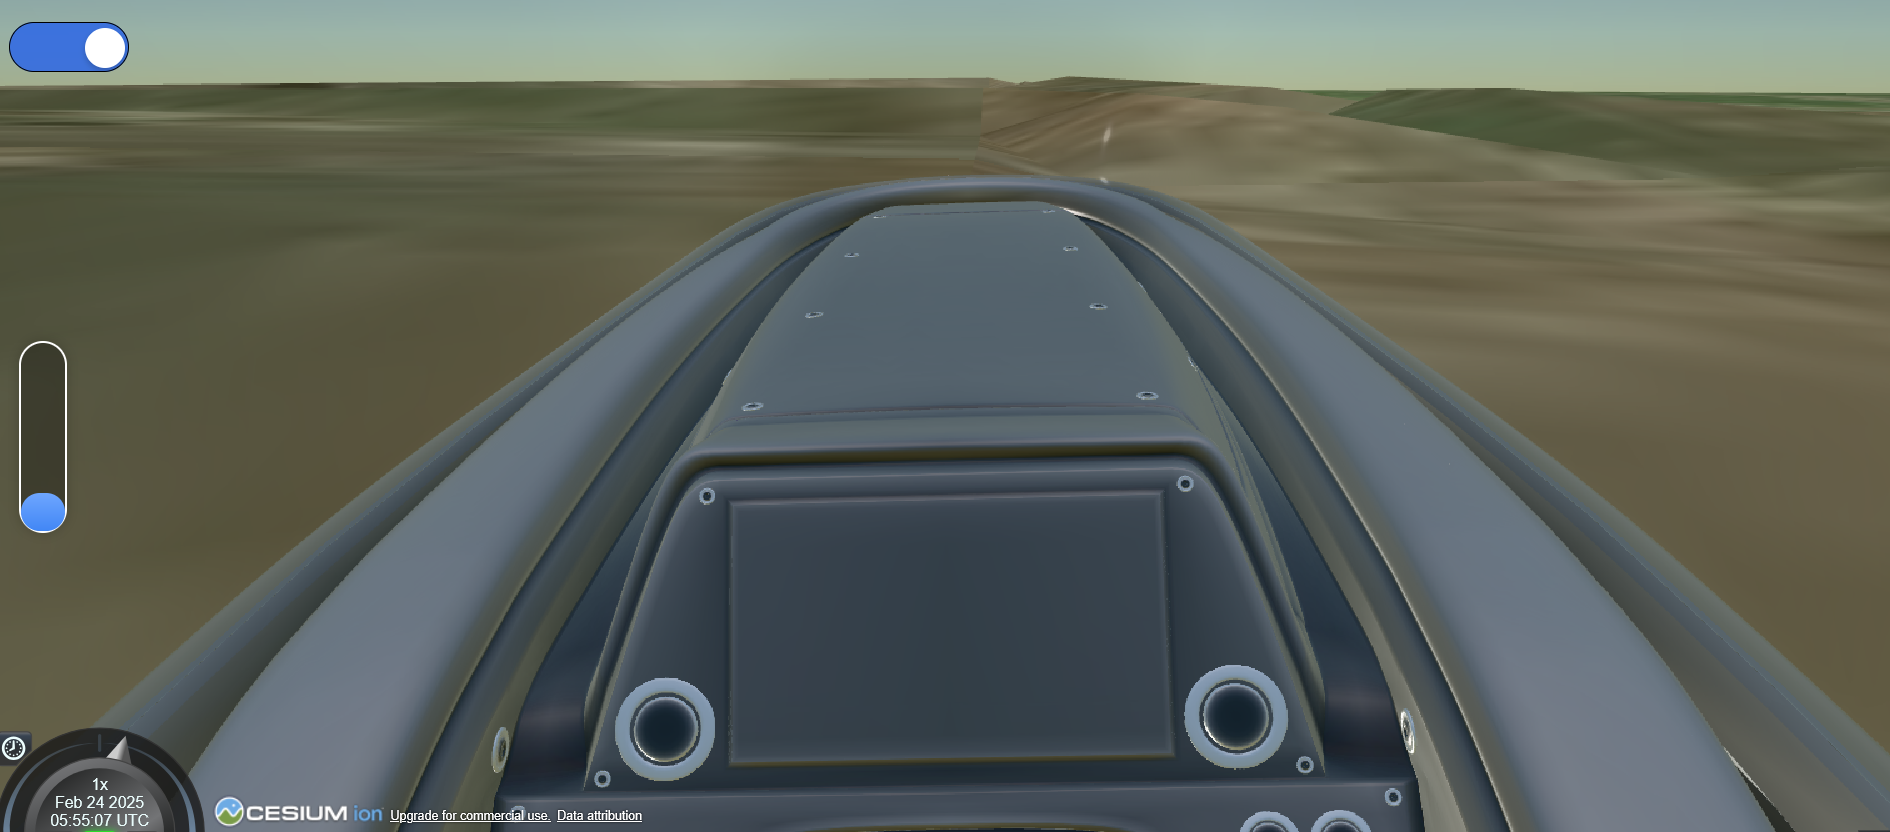 1x
Feb 24 2025
05:55:07 UTC
CESIUM ion Upgrade for commercial use. Data attribution